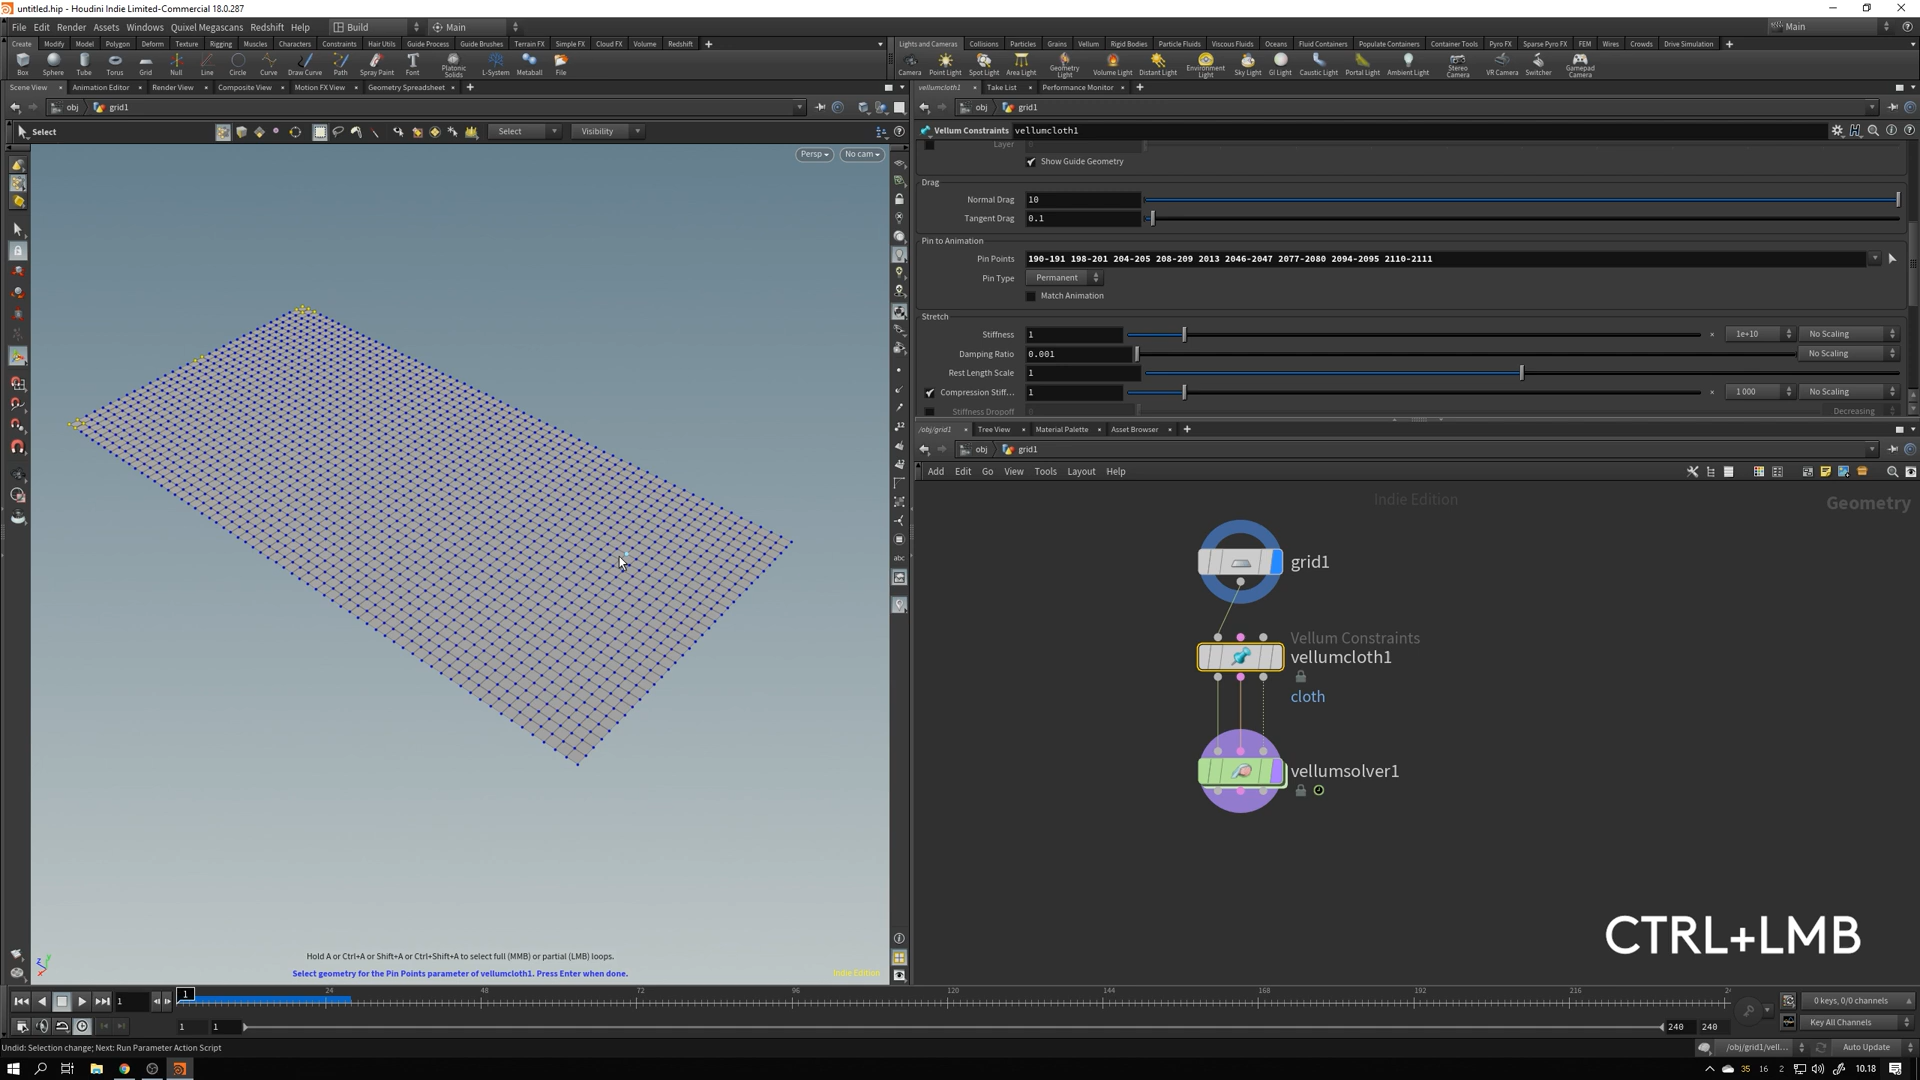 untitled.hip - Houdini Indie Limited-Commercial 18.0.287
File Edit Render Assets Windows Quixel Megascans Redshift Help Build Main Main
Create Modify Model Polygon Deform Texture Rigging Muscles Characters Constraints Hair Utils Guide Process Guide Brushes Terrain FX Simple FX Cloud FX Volume Redshift
Lights and Cameras Collisions Particles Grains Vellum Rigid Bodies Particle Fluids Viscous Fluids Oceans Fluid Containers Populate Containers Container Tools Pyro FX Sparse Pyro FX FEM Wires Crowds Drive Simulation
Box Sphere Tube Torus Grid Null Line Circle Curve Draw Curve Path Spray Paint Font Platonic Solids L-System Metaball File
Camera Point Light Spot Light Area Light Geometry Light Volume Light Distant Light Environment Light Sky Light GI Light Caustic Light Portal Light Ambient Light Stereo Camera VR Camera Switcher Gamepad Camera
Scene View Animation Editor Render View Composite View Motion FX View Geometry Spreadsheet
vellumcloth1 Take List Performance Monitor
obj grid1
obj grid1
Select Select Visibility
Vellum Constraints vellumcloth1
Persp No cam
Layer 0
Show Guide Geometry
Drag
Normal Drag 10
Tangent Drag 0.1
Pin to Animation
Pin Points 190-191 198-201 204-205 208-209 2013 2046-2047 2077-2080 2094-2095 2110-2111
Pin Type Permanent
Match Animation
Stretch
Stiffness 1 × 1e+10 No Scaling
Damping Ratio 0.001 No Scaling
Rest Length Scale 1
Compression Stiff... 1 × 1000 No Scaling
Stiffness Dropoff 0 Decreasing
/obj/grid1 Tree View Material Palette Asset Browser
obj grid1
Add Edit Go View Tools Layout Help
Indie Edition
Geometry
grid1
Vellum Constraints
vellumcloth1
cloth
vellumsolver1
abc
CTRL+LMB
Hold A or Ctrl+A or Shift+A or Ctrl+Shift+A to select full (MMB) or partial (LMB) loops.
Select geometry for the Pin Points parameter of vellumcloth1. Press Enter when done.
Indie Edition
1 1 24 48 72 96 120 144 168 192 216
0 keys, 0/0 channels
1 1 240 240 Key All Channels
Undid: Selection change; Next: Run Parameter Action Script
/obj/grid1/vell... Auto Update
35 16 2 10.18